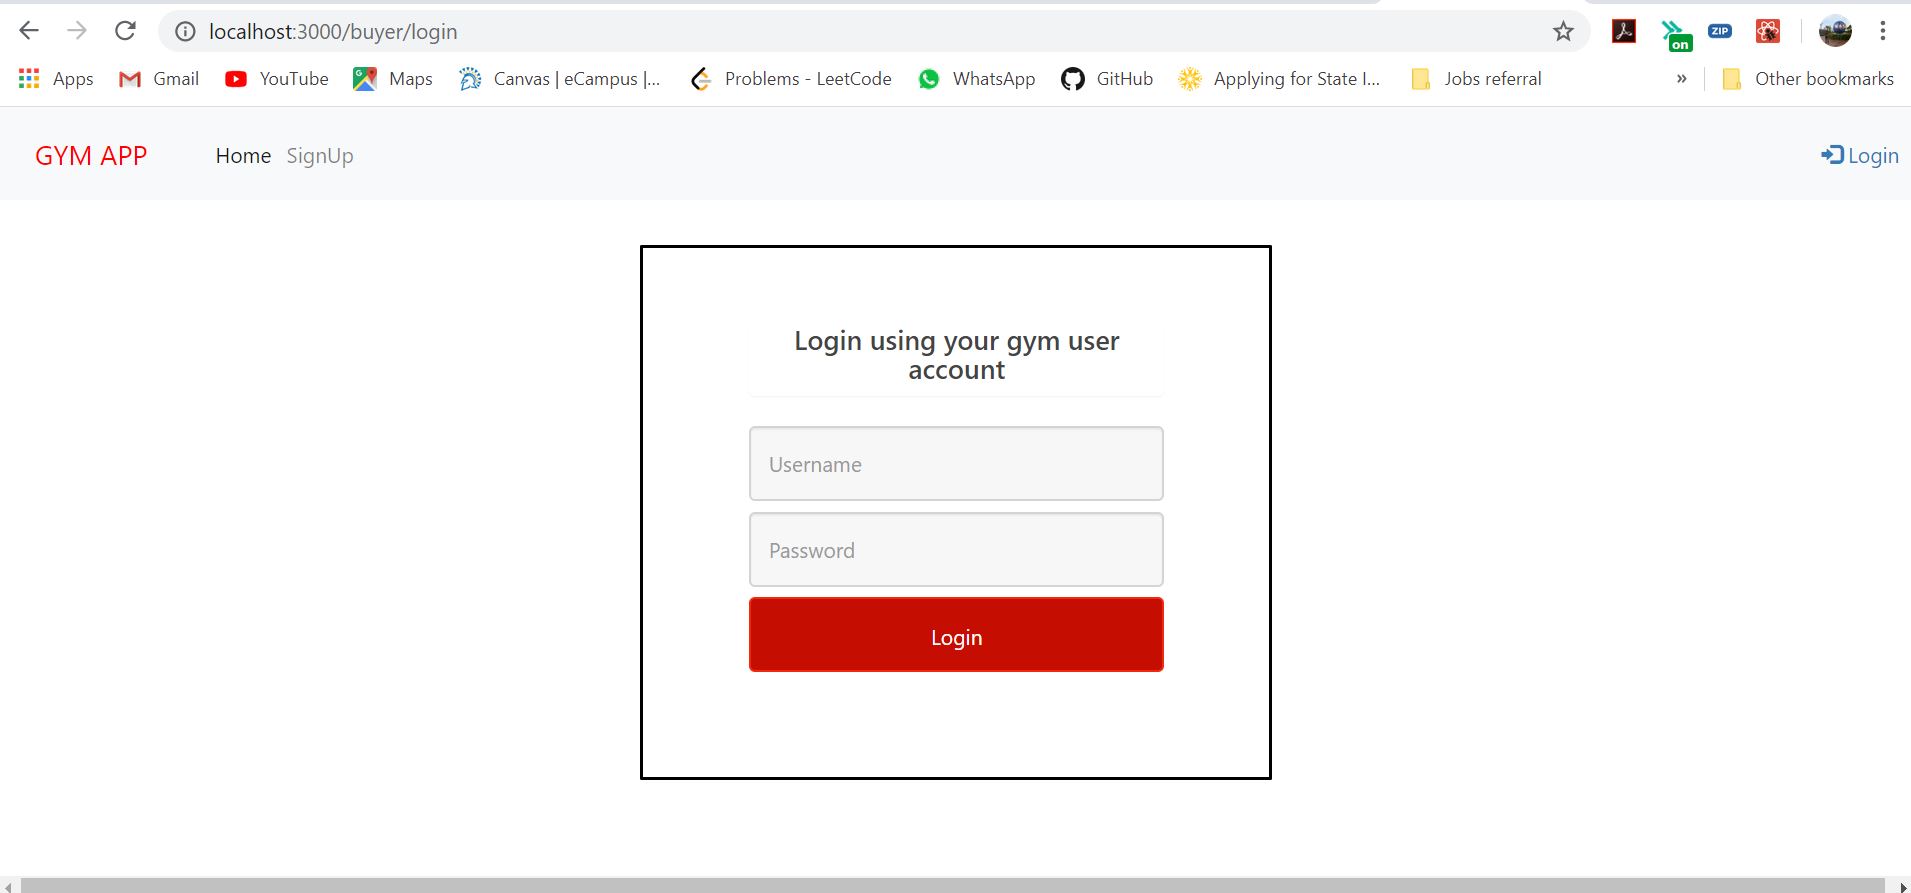 localhost:3000/buyer/login
on
ZIP
Apps Gmail YouTube Maps Canvas | eCampus |... Problems - LeetCode WhatsApp GitHub Applying for State I... Jobs referral » Other bookmarks
GYM APP Home SignUp Login
Login using your gym user
account
Username
Password
Login